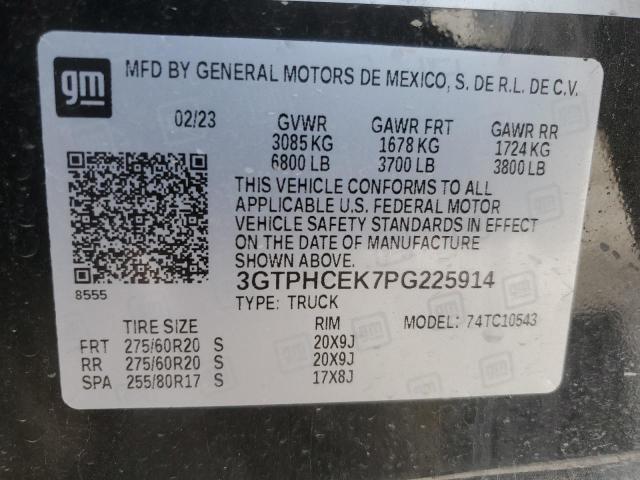 gm
MFD BY GENERAL MOTORS DE MEXICO, S. DE R.L. DE C.V.
02/23 GVWR GAWR FRT GAWR RR
3085 KG 1678 KG 1724 KG
6800 LB 3700 LB 3800 LB
THIS VEHICLE CONFORMS TO ALL
APPLICABLE U.S. FEDERAL MOTOR
VEHICLE SAFETY STANDARDS IN EFFECT
ON THE DATE OF MANUFACTURE
SHOWN ABOVE.
8555
3GTPHCEK7PG225914
TYPE: TRUCK
TIRE SIZE RIM MODEL: 74TC10543
FRT 275/60R20 S 20X9J
RR 275/60R20 S 20X9J
SPA 255/80R17 S 17X8J